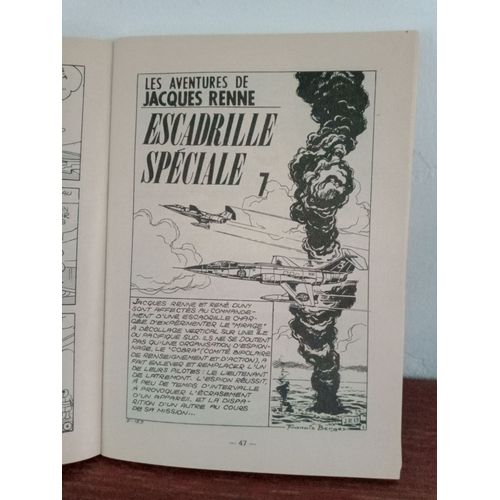 LES AVENTURES DE
JACQUES RENNE
ESCADRILLE
SPÉCIALE 7
JACQUES RENNE ET RENÉ DUNY
SONT AFFECTÉS AU COMMANDE-
MENT D'UNE ESCADRILLE CHAR-
GÉE D'EXPÉRIMENTER LE "MIRAGE"
À DÉCOLLAGE VERTICAL SUR UNE ÎLE
DU PACIFIQUE SUD. ILS NE SE DOUTENT
PAS QU'UNE ORGANISATION D'ESPION-
NAGE, LE "COBRA" (COMITÉ BIPOLAIRE
DE RENSEIGNEMENT ET D'ACTION), A
FAIT ENLEVER ET REMPLACER L'UN
DE LEURS PILOTES : LE LIEUTENANT
DE LATREMONT. L'ESPION RÉUSSIT,
À PEU DE TEMPS D'INTERVALLE
À PROVOQUER L'ÉCRASEMENT
D'UN APPAREIL ET LA DISPA-
RITION D'UN AUTRE AU COURS
DE SA MISSION...
— 47 —